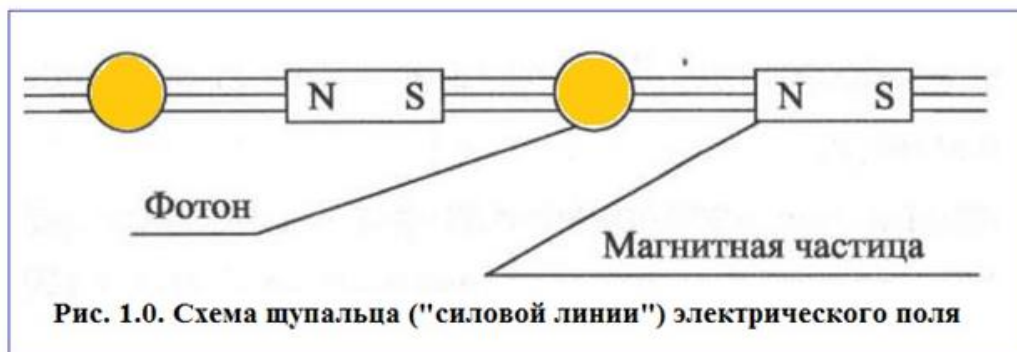 N S N S
Фотон
Магнитная частица
Рис. 1.0. Схема щупальца ("силовой линии") электрического поля